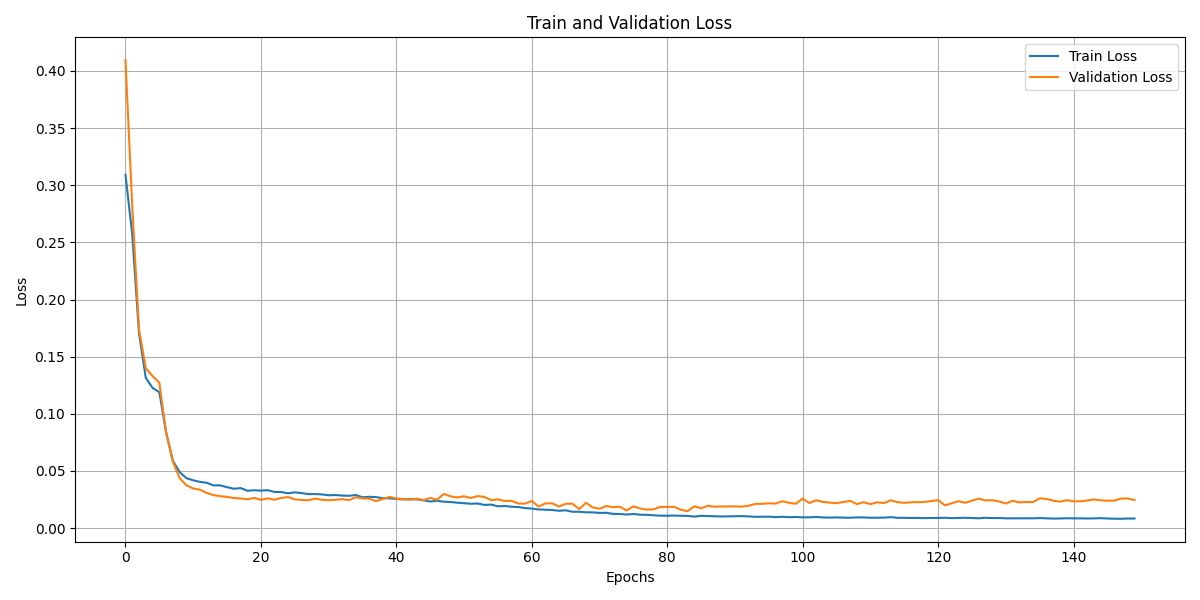 Train and Validation Loss
Train Loss
Validation Loss
0.40
0.35
0.30
0.25
0.20
0.15
0.10
0.05
0.00
Loss
0 20 40 60 80 100 120 140
Epochs